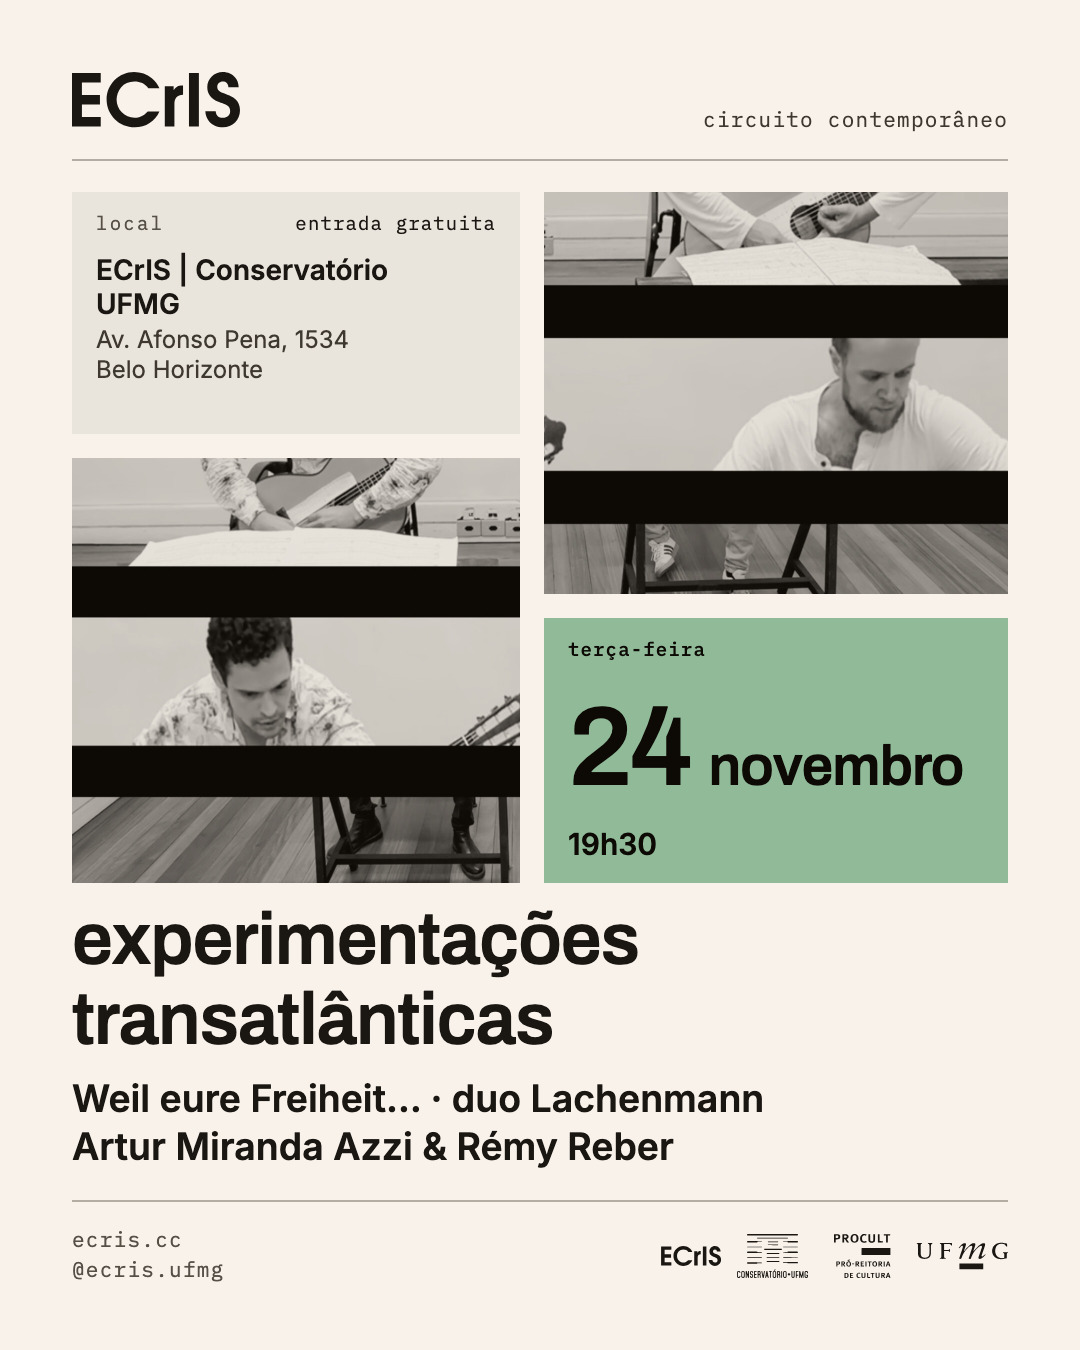 ECrIS
circuito contemporâneo
local
entrada gratuita
ECrIS | Conservatório
UFMG
Av. Afonso Pena, 1534
Belo Horizonte
terça-feira
24 novembro
19h30
experimentações
transatlânticas
Weil eure Freiheit... · duo Lachenmann
Artur Miranda Azzi & Rémy Reber
ecris.cc
@ecris.ufmg
ECrIS
CONSERVATÓRIO•UFMG
PROCULT
PRÓ-REITORIA
DE CULTURA
UFmG